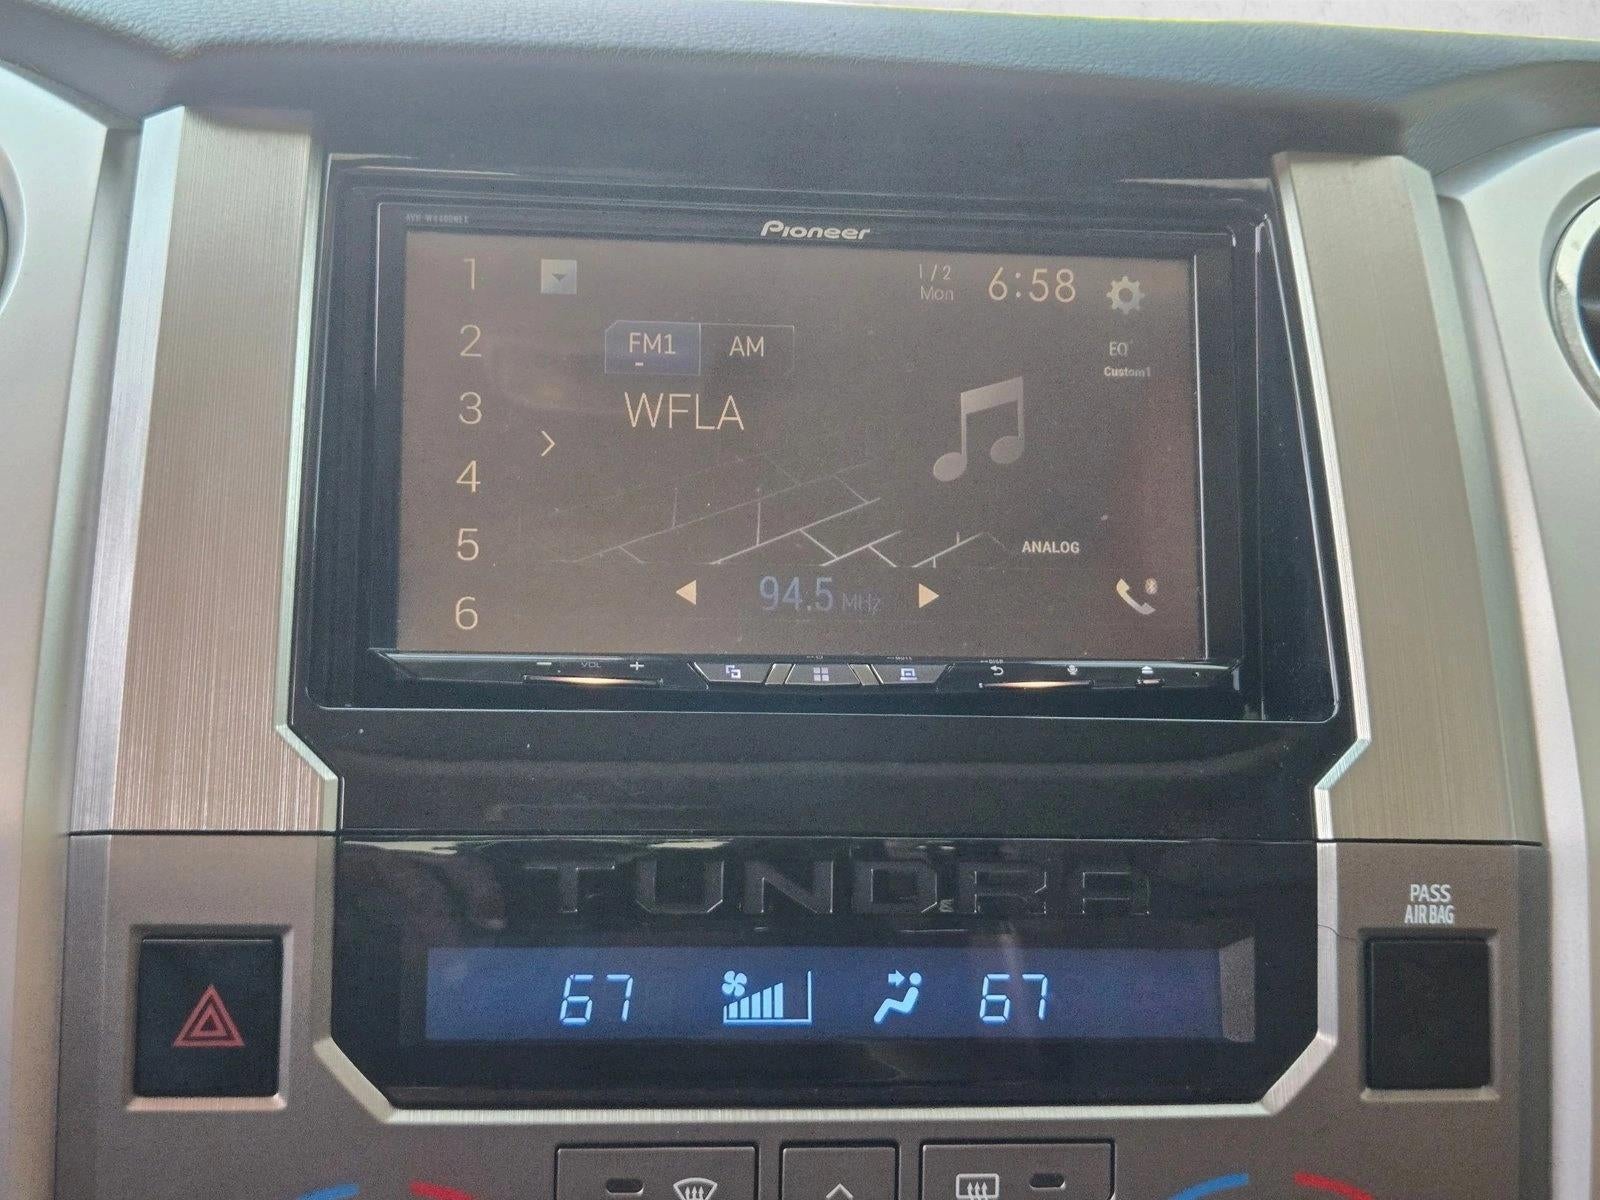 Pioneer
1
2
3
4
5
6
1/2
Mon
6:58
FM1
AM
EQ
Custom1
WFLA
ANALOG
94.5 MHz
VOL
DISP
TUNDRA
PASS
AIR BAG
67
67